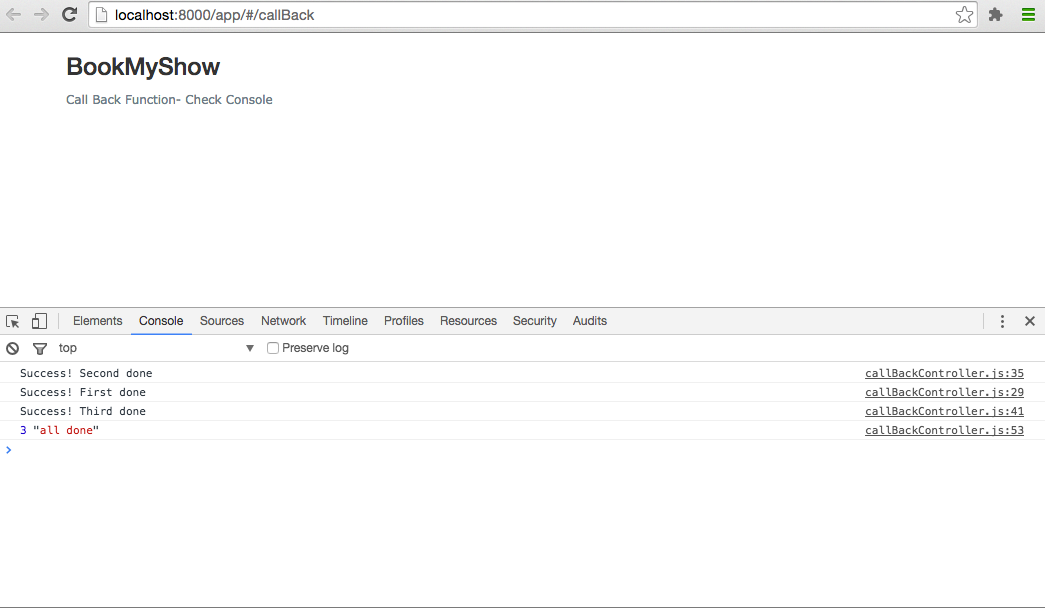 localhost:8000/app/#/callBack
BookMyShow
Call Back Function- Check Console
Elements Console Sources Network Timeline Profiles Resources Security Audits
top Preserve log
Success! Second done callBackController.js:35
Success! First done callBackController.js:29
Success! Third done callBackController.js:41
3 "all done" callBackController.js:53